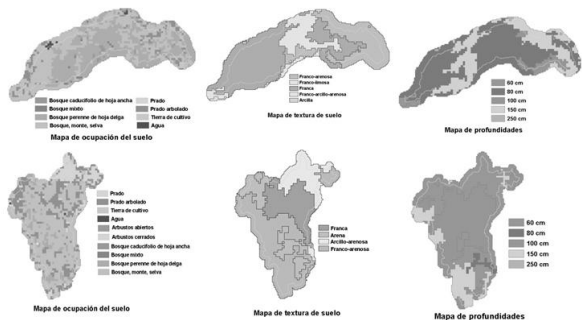 Bosque caducifolio de hoja ancha
Bosque mixto
Bosque perenne de hoja delga
Bosque, monte, selva
Prado
Prado arbolado
Tierra de cultivo
Agua
Mapa de ocupación del suelo
Franco-arenosa
Franco-limosa
Franca
Franco-arcillo-arenosa
Arcilla
Mapa de textura de suelo
60 cm
80 cm
100 cm
150 cm
250 cm
Mapa de profundidades
Prado
Prado arbolado
Tierra de cultivo
Agua
Arbustos abiertos
Arbustos cerrados
Bosque caducifolio de hoja ancha
Bosque mixto
Bosque perenne de hoja delga
Bosque, monte, selva
Mapa de ocupación del suelo
Franca
Arena
Arcillo-arenosa
Franco-arenosa
Mapa de textura de suelo
60 cm
80 cm
100 cm
150 cm
250 cm
Mapa de profundidades